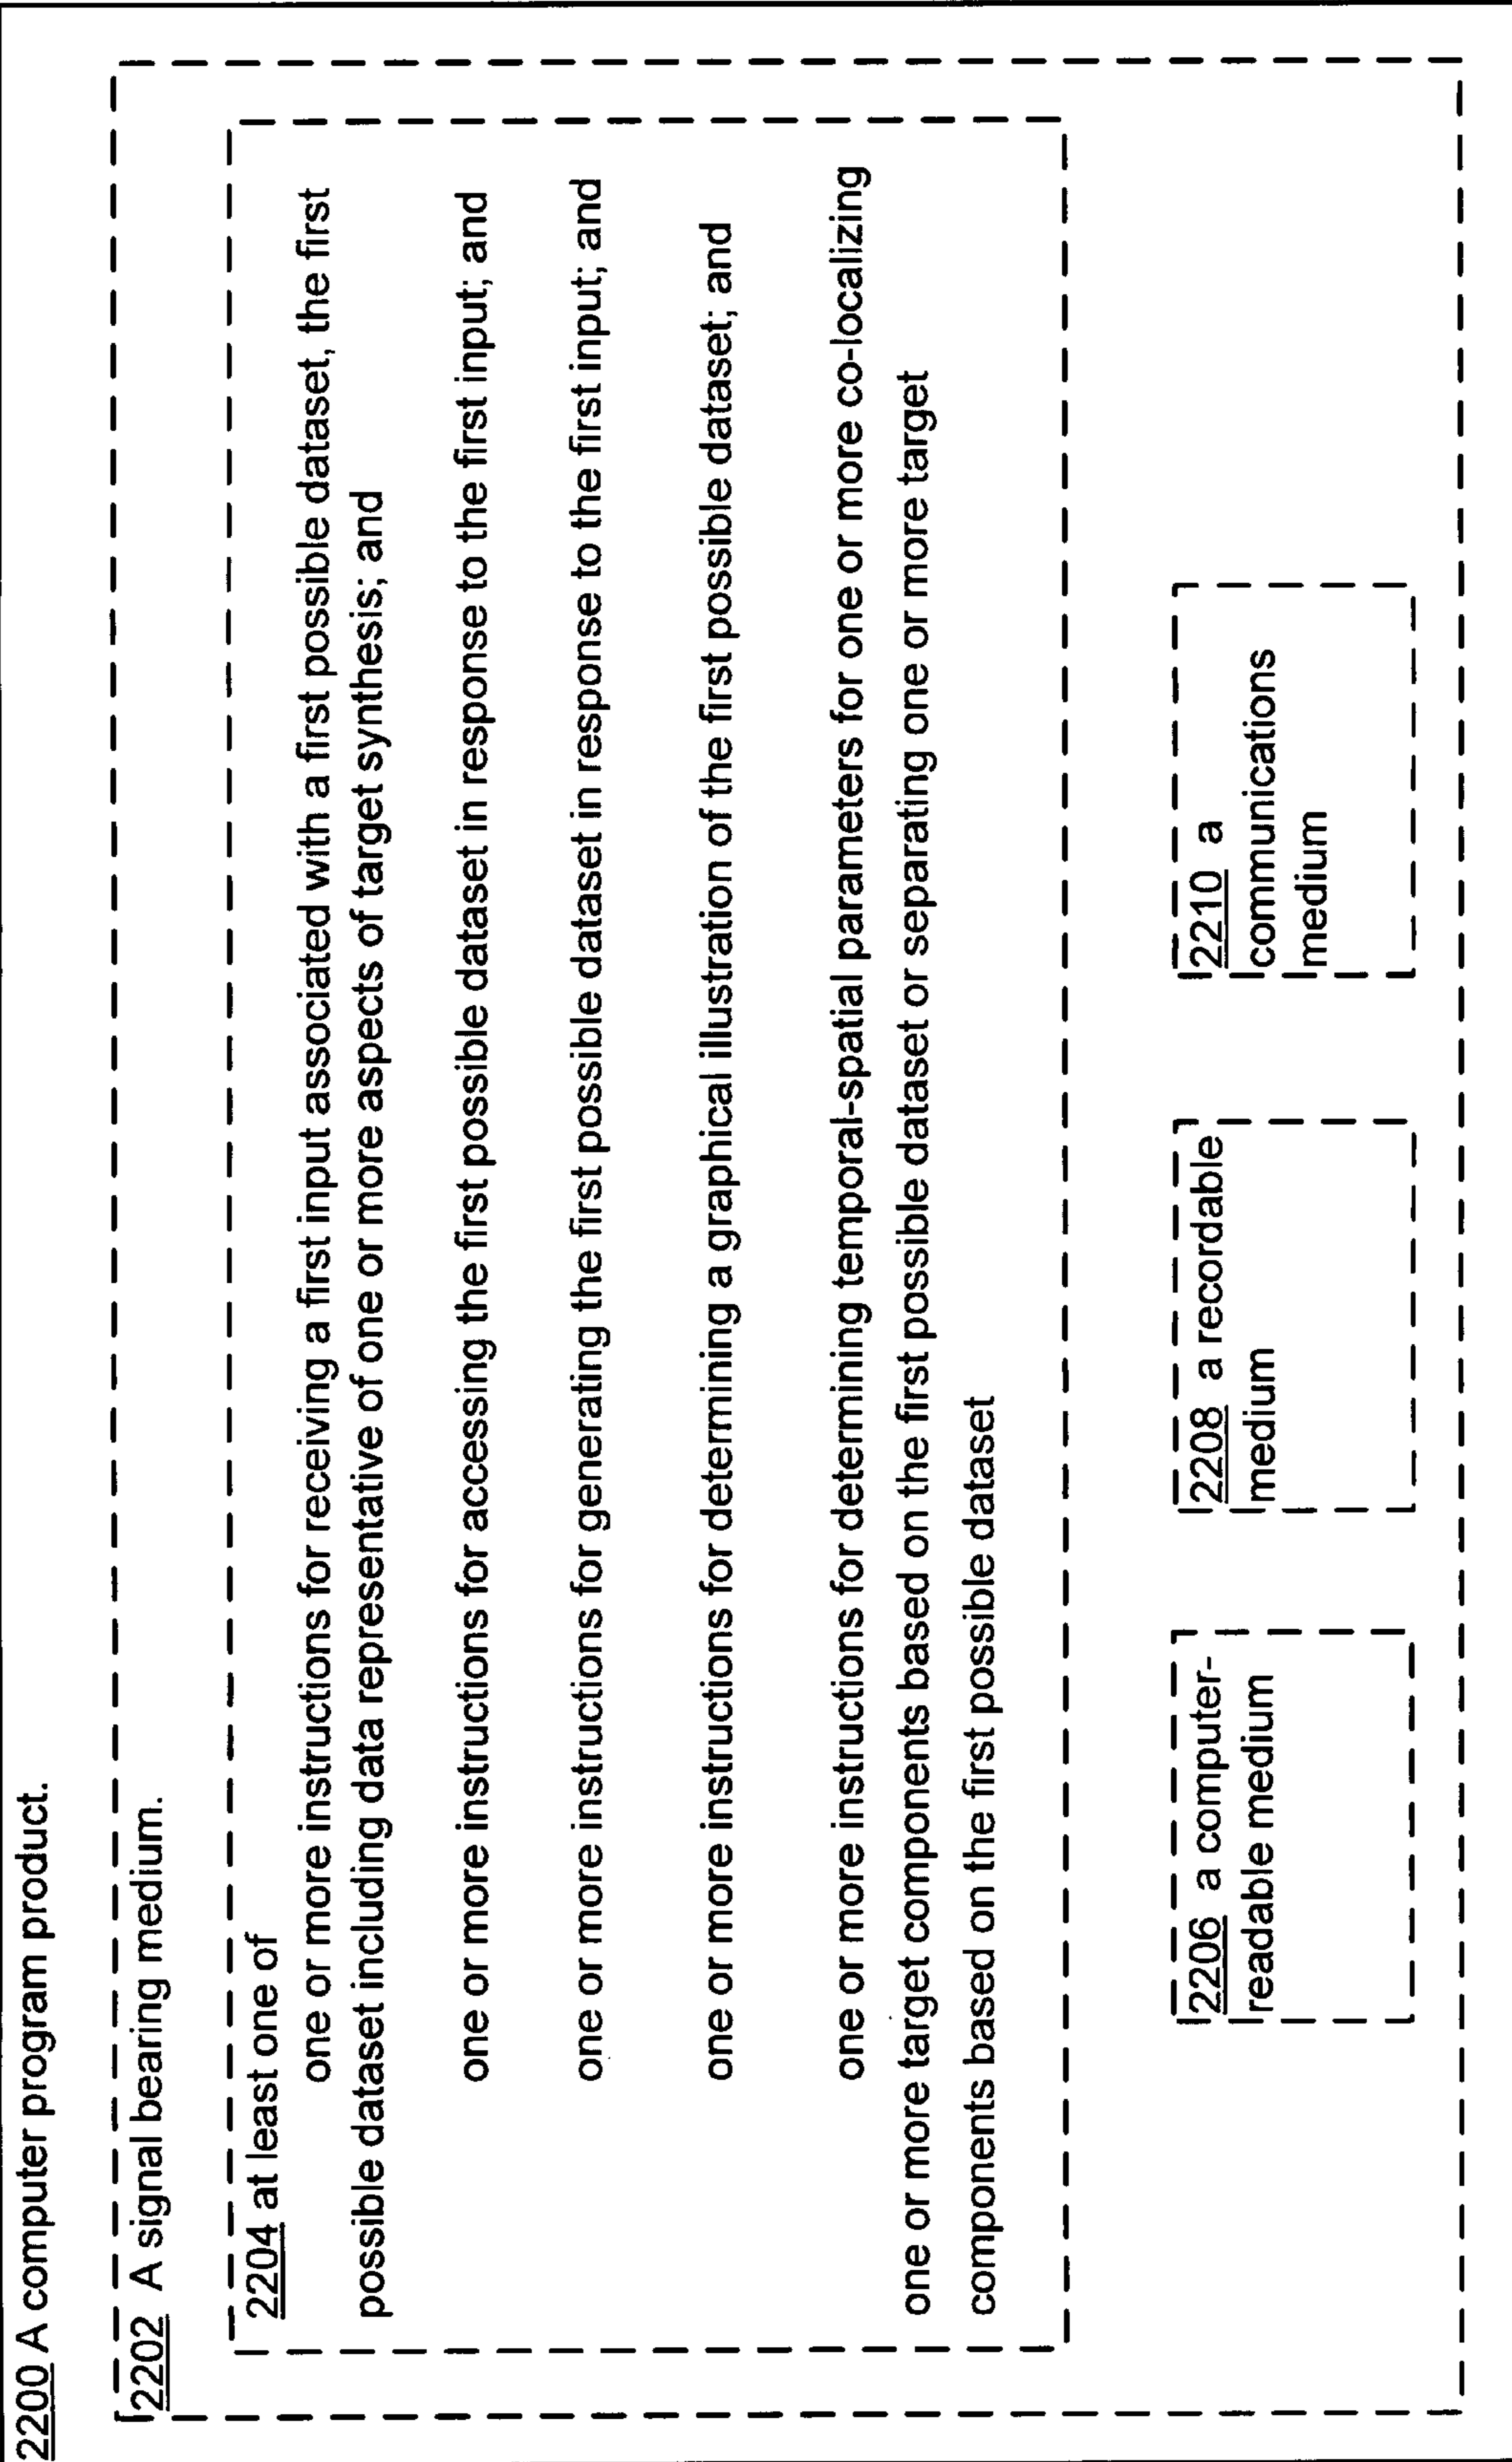 2200 A computer program product.
2202 A signal bearing medium.
2204 at least one of
one or more instructions for receiving a first input associated with a first possible dataset, the first
possible dataset including data representative of one or more aspects of target synthesis; and
one or more instructions for accessing the first possible dataset in response to the first input; and
one or more instructions for generating the first possible dataset in response to the first input; and
one or more instructions for determining a graphical illustration of the first possible dataset; and
one or more instructions for determining temporal-spatial parameters for one or more co-localizing
one or more target components based on the first possible dataset or separating one or more target
components based on the first possible dataset
2206 a computer-
readable medium
2208 a recordable
medium
2210 a
communications
medium